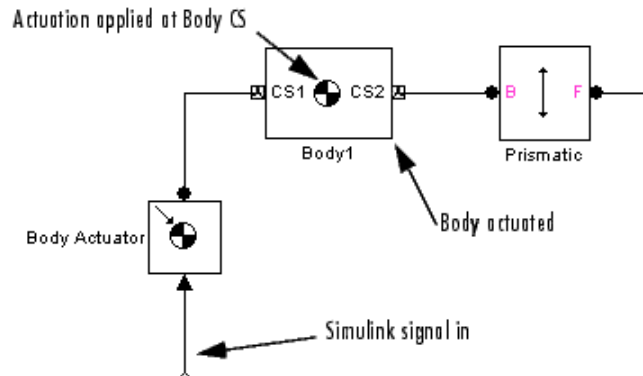 Actuation applied at Body CS
CS1 CS2
B F
Body1
Prismatic
Body actuated
Body Actuator
Simulink signal in